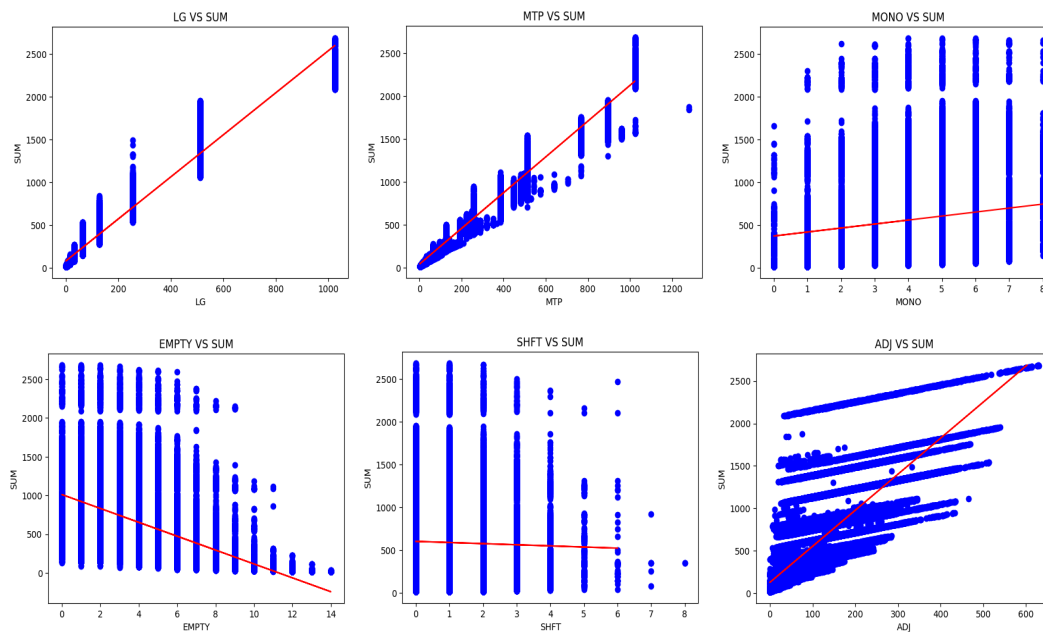 LG VS SUM
2500
2000
1500
1000
500
0
SUM
0 200 400 600 800 1000
LG
MTP VS SUM
2500
2000
1500
1000
500
0
SUM
0 200 400 600 800 1000 1200
MTP
MONO VS SUM
2500
2000
1500
1000
500
0
SUM
0 1 2 3 4 5 6 7 8
MONO
EMPTY VS SUM
2500
2000
1500
1000
500
0
SUM
0 2 4 6 8 10 12 14
EMPTY
SHFT VS SUM
2500
2000
1500
1000
500
0
SUM
0 1 2 3 4 5 6 7 8
SHFT
ADJ VS SUM
2500
2000
1500
1000
500
0
SUM
0 100 200 300 400 500 600
ADJ